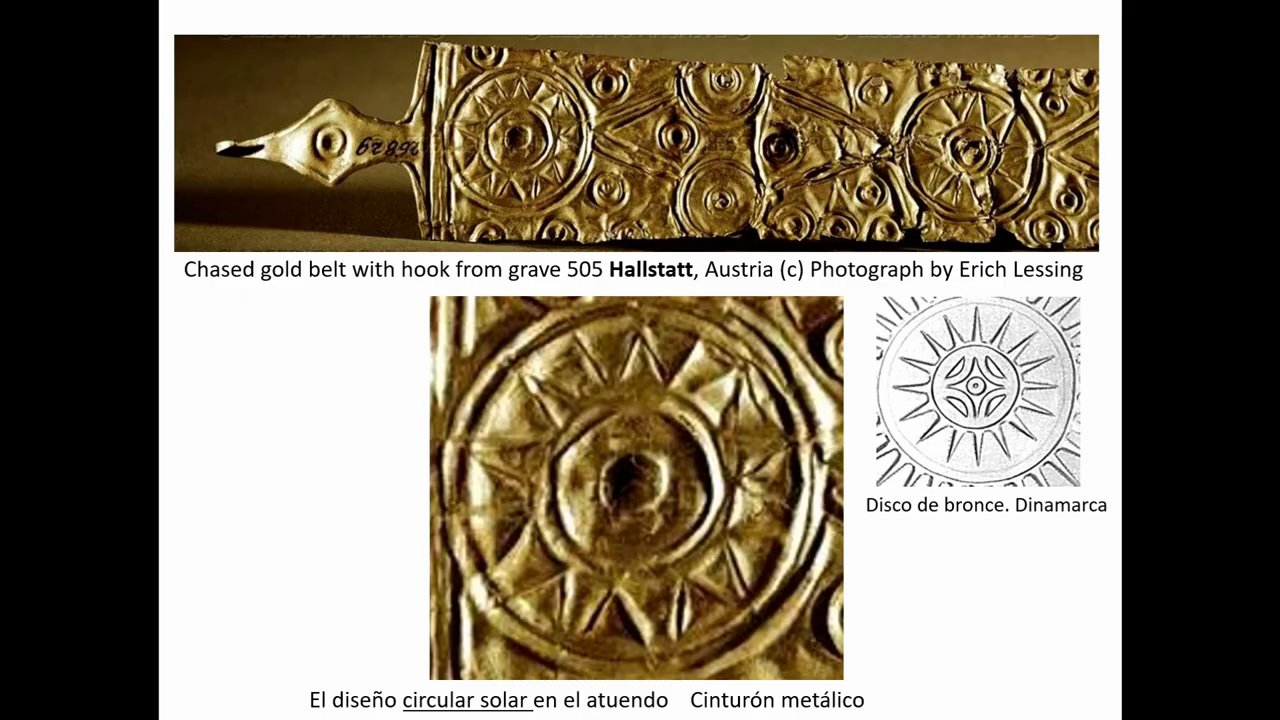 26829
Chased gold belt with hook from grave 505 Hallstatt, Austria (c) Photograph by Erich Lessing
Disco de bronce. Dinamarca
El diseño circular solar en el atuendo Cinturón metálico